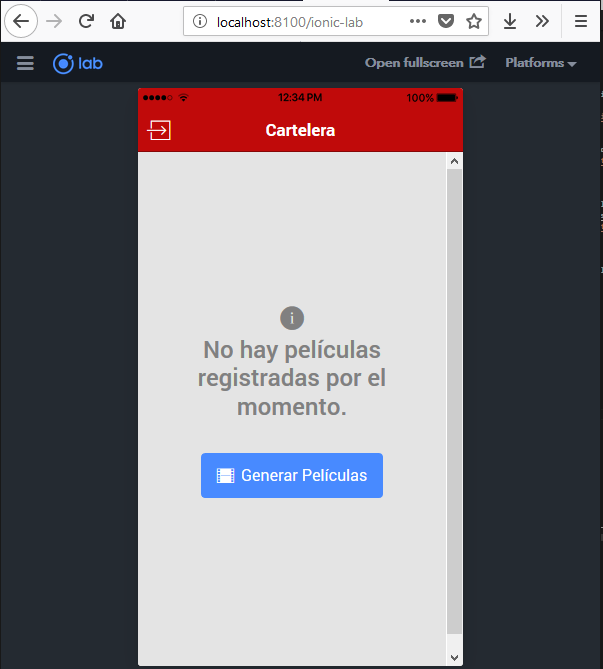 localhost:8100/ionic-lab
lab
Open fullscreen
Platforms
12:34 PM
100%
Cartelera
No hay películas
registradas por el
momento.
Generar Películas